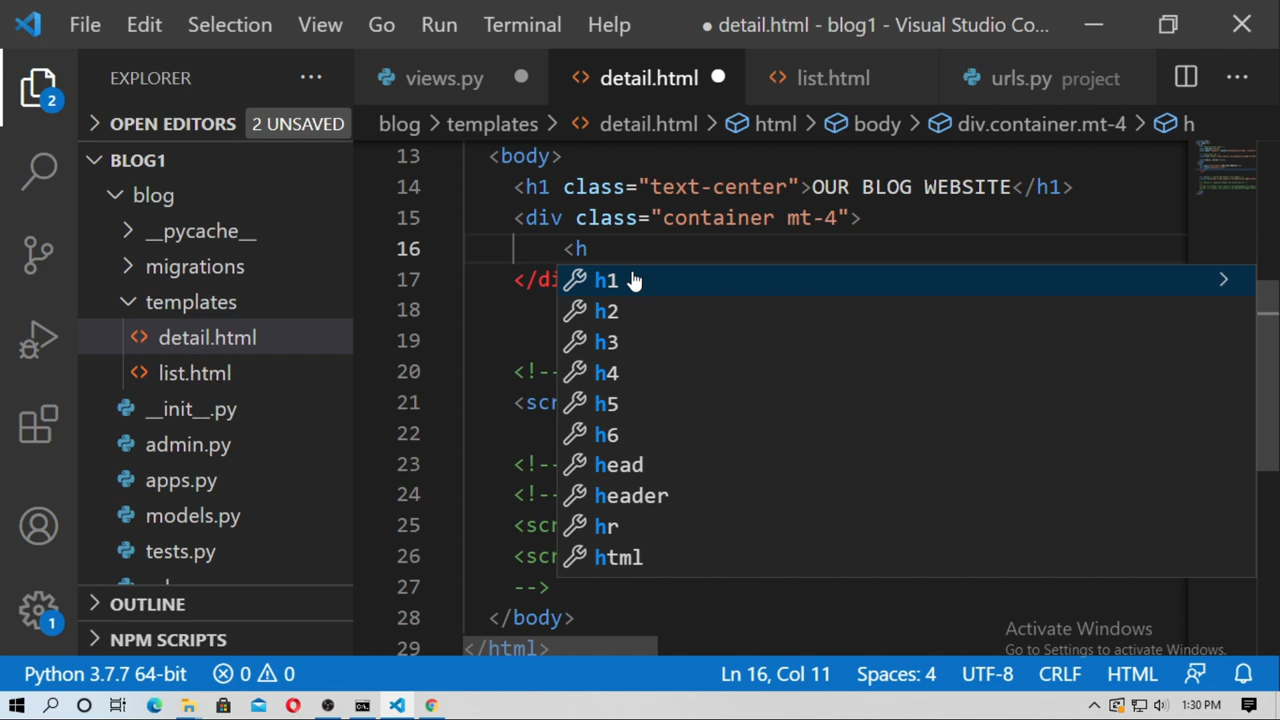 File Edit Selection View Go Run Terminal Help ● detail.html - blog1 - Visual Studio Co...
EXPLORER ...
views.py detail.html list.html urls.py project
OPEN EDITORS 2 UNSAVED
blog > templates > detail.html > html > body > div.container.mt-4 > h
BLOG1
blog
__pycache__
migrations
templates
detail.html
list.html
__init__.py
admin.py
apps.py
models.py
tests.py
OUTLINE
NPM SCRIPTS
13 <body>
14 <h1 class="text-center">OUR BLOG WEBSITE</h1>
15 <div class="container mt-4">
16 <h
17 </di
18
19
20 <!--
21 <scr
22
23 <!--
24 <!--
25 <scr
26 <scr
27 -->
28 </body>
29 </html>
h1
h2
h3
h4
h5
h6
head
header
hr
html
Activate Windows
Go to Settings to activate Windows.
2
1
Python 3.7.7 64-bit 0 0 Ln 16, Col 11 Spaces: 4 UTF-8 CRLF HTML
1:30 PM